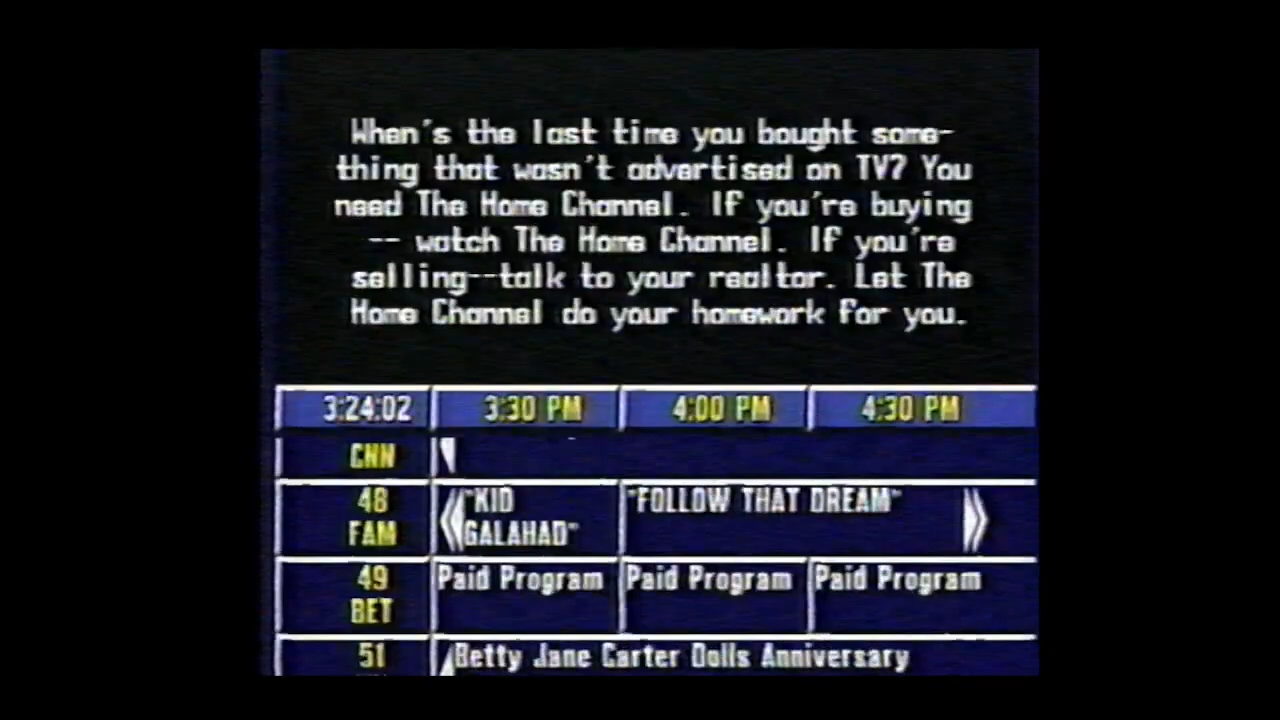 When's the last time you bought some-
thing that wasn't advertised on TV? You
need The Home Channel. If you're buying
-- watch The Home Channel. If you're
selling--talk to your realtor. Let The
Home Channel do your homework for you.
3:24:02 3:30 PM 4:00 PM 4:30 PM
CNN
48 "KID "FOLLOW THAT DREAM"
FAM GALAHAD"
49 Paid Program Paid Program Paid Program
BET
51 Betty Jane Carter Dolls Anniversary